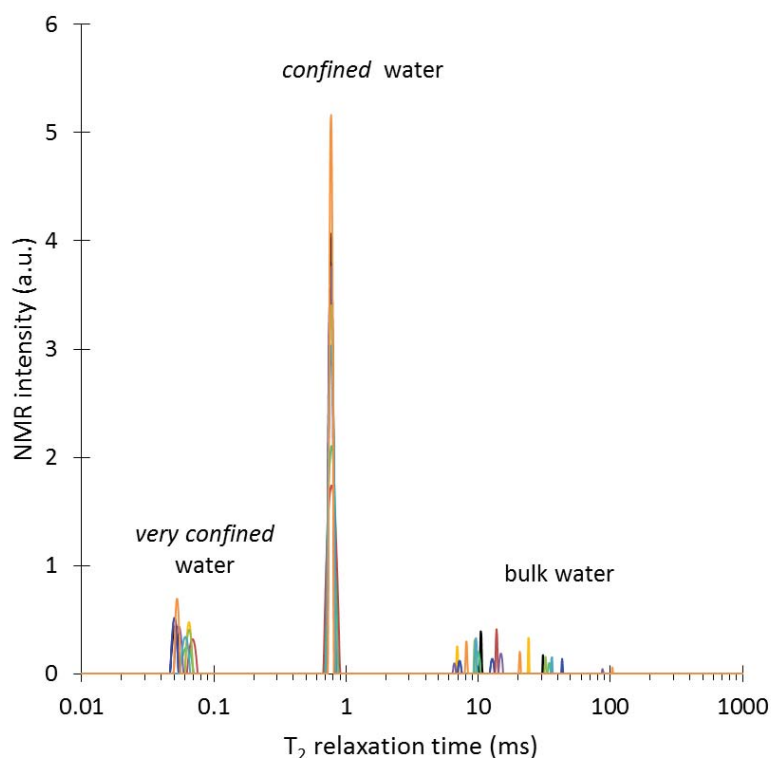 6
confined water
5
4
3
2
very confined
water
1
bulk water
0
0.01 0.1 1 10 100 1000
NMR intensity (a.u.)
T₂ relaxation time (ms)